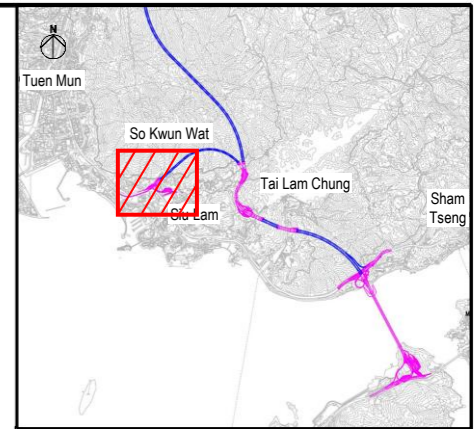 N
Tuen Mun
So Kwun Wat
Tai Lam Chung
Siu Lam
Sham
Tseng